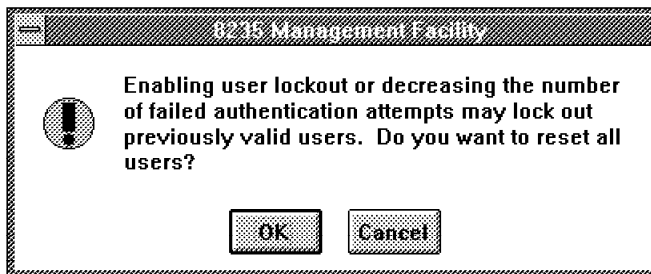 8235 Management Facility
Enabling user lockout or decreasing the number
of failed authentication attempts may lock out
previously valid users.  Do you want to reset all
users?
OK
Cancel